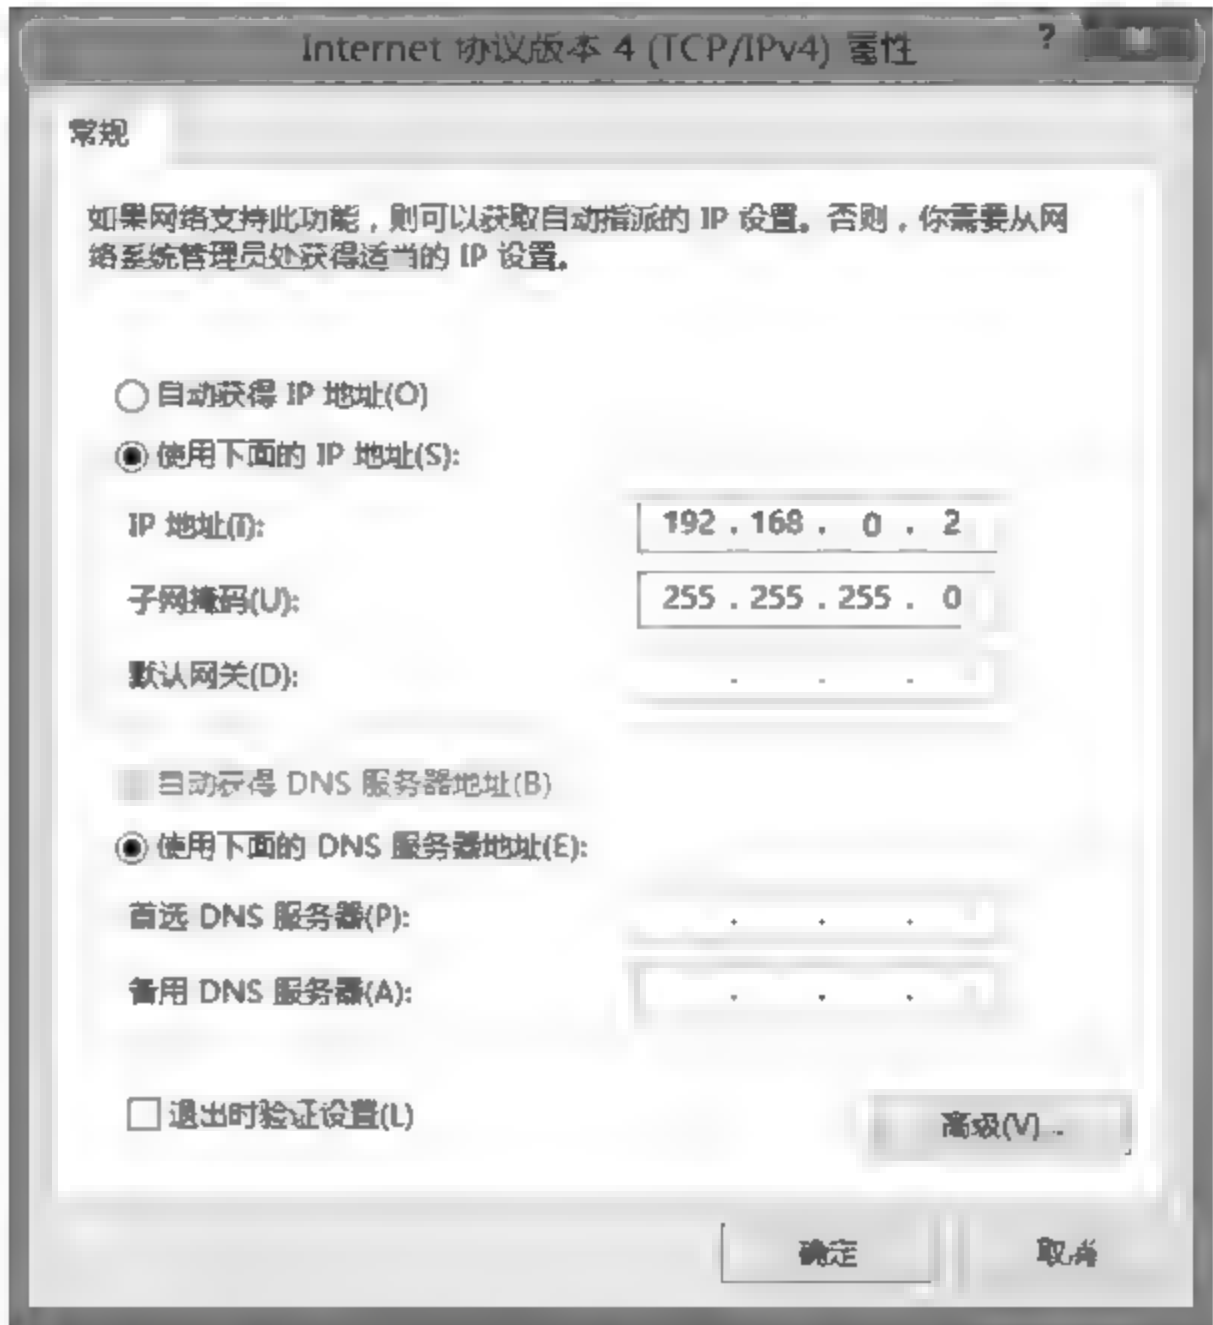 Internet 协议版本 4 (TCP/IPv4) 属性
?
常规
如果网络支持此功能，则可以获取自动指派的 IP 设置。否则，你需要从网
络系统管理员处获得适当的 IP 设置。
自动获得 IP 地址(O)
使用下面的 IP 地址(S):
IP 地址(I): 192 . 168 . 0 . 2
子网掩码(U): 255 . 255 . 255 . 0
默认网关(D): . . .
自动获得 DNS 服务器地址(B)
使用下面的 DNS 服务器地址(E):
首选 DNS 服务器(P): . . .
备用 DNS 服务器(A): . . .
退出时验证设置(L)
高级(V)...
确定 取消